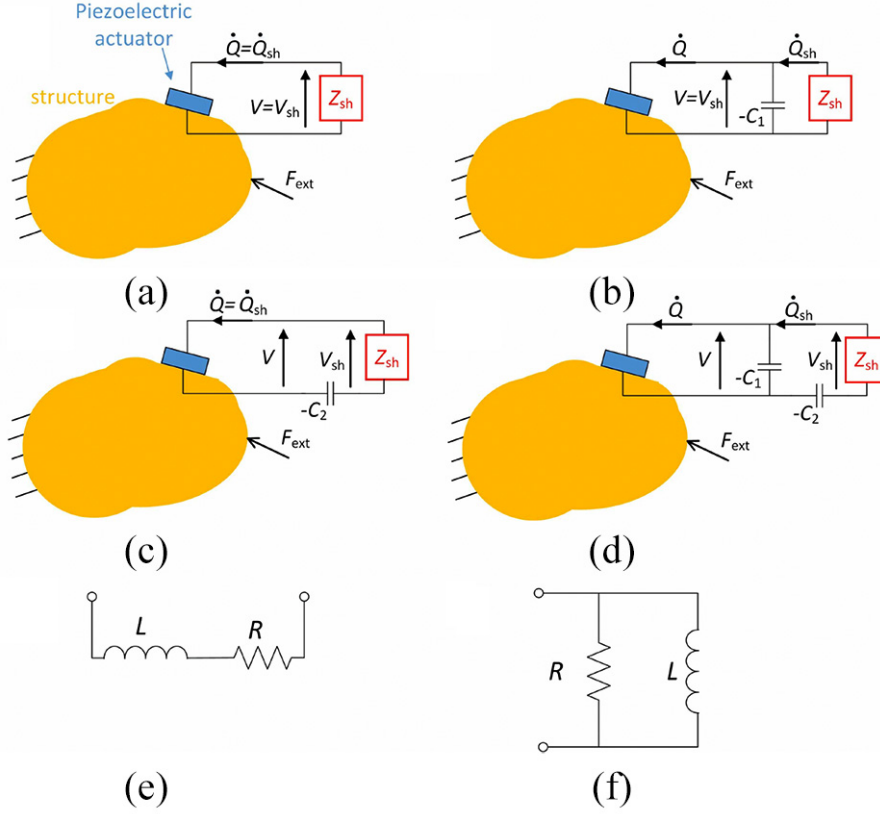 Piezoelectric
actuator
structure
Q̇=Q̇sh
V=Vsh
Zsh
Fext
(a)
Q̇
Q̇sh
V=Vsh
-C1
Zsh
Fext
(b)
Q̇=Q̇sh
V
Vsh
Zsh
-C2
Fext
(c)
Q̇
Q̇sh
V
-C1
Vsh
Zsh
-C2
Fext
(d)
L
R
(e)
R
L
(f)